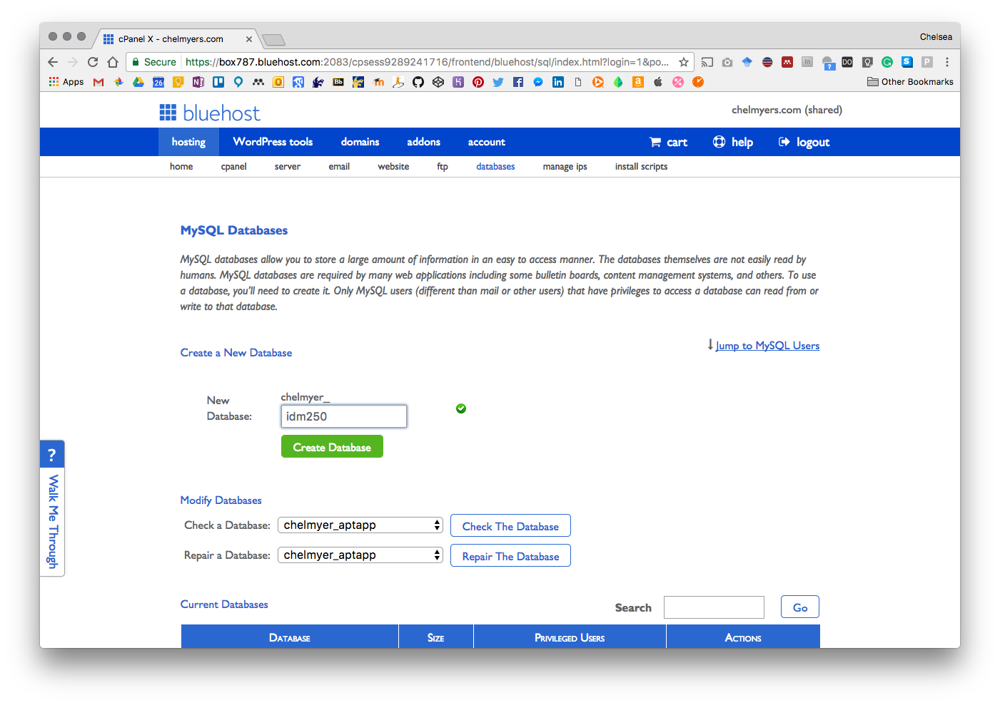 cPanel X - chelmyers.com
Chelsea
Secure https://box787.bluehost.com:2083/cpsess9289241716/frontend/bluehost/sql/index.html?login=1&po...
Apps
26
Bb
DO
Other Bookmarks
bluehost
chelmyers.com (shared)
hosting WordPress tools domains addons account cart help logout
home cpanel server email website ftp databases manage ips install scripts
MySQL Databases
MySQL databases allow you to store a large amount of information in an easy to access manner. The databases themselves are not easily read by
humans. MySQL databases are required by many web applications including some bulletin boards, content management systems, and others. To use
a database, you'll need to create it. Only MySQL users (different than mail or other users) that have privileges to access a database can read from or
write to that database.
Jump to MySQL Users
Create a New Database
New
Database:
chelmyer_
idm250
Create Database
?
Walk Me Through
Modify Databases
Check a Database: chelmyer_aptapp Check The Database
Repair a Database: chelmyer_aptapp Repair The Database
Current Databases
Search Go
Database Size Privileged Users Actions